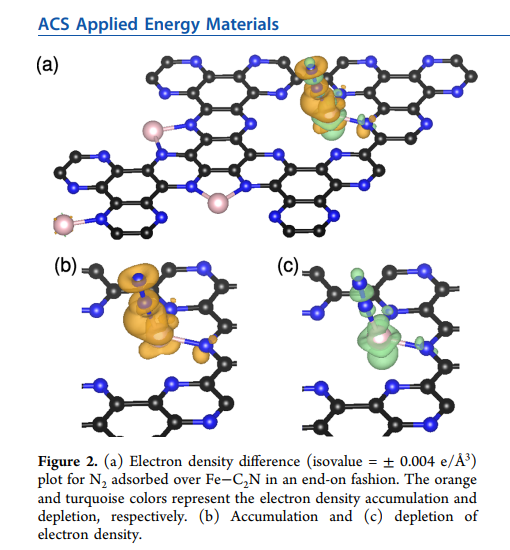 ACS Applied Energy Materials
(a)
(b)
(c)
Figure 2. (a) Electron density difference (isovalue = ± 0.004 e/Å³)
plot for N₂ adsorbed over Fe−C₂N in an end-on fashion. The orange
and turquoise colors represent the electron density accumulation and
depletion, respectively. (b) Accumulation and (c) depletion of
electron density.